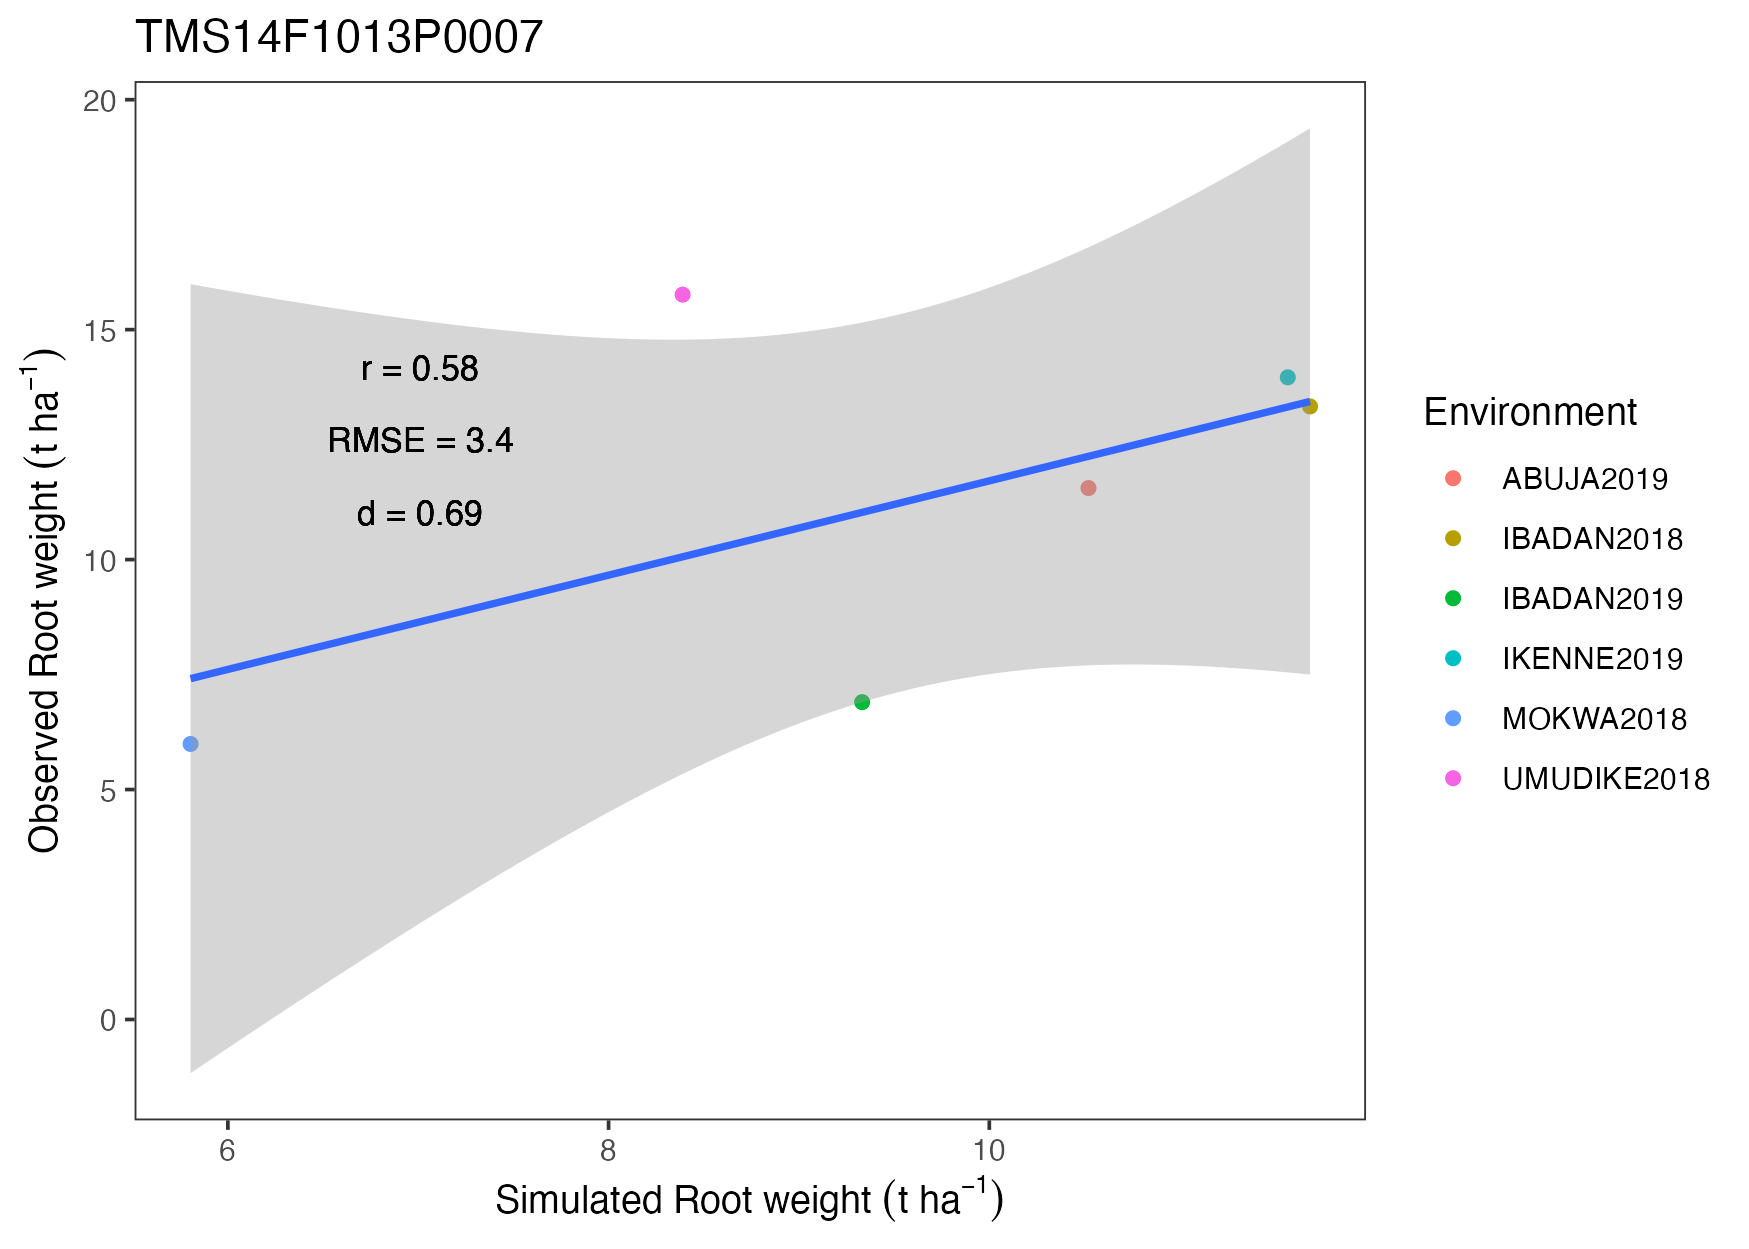 TMS14F1013P0007
20
15
10
5
0
Observed Root weight (t ha⁻¹)
r = 0.58
RMSE = 3.4
d = 0.69
6
8
10
Simulated Root weight (t ha⁻¹)
Environment
ABUJA2019
IBADAN2018
IBADAN2019
IKENNE2019
MOKWA2018
UMUDIKE2018